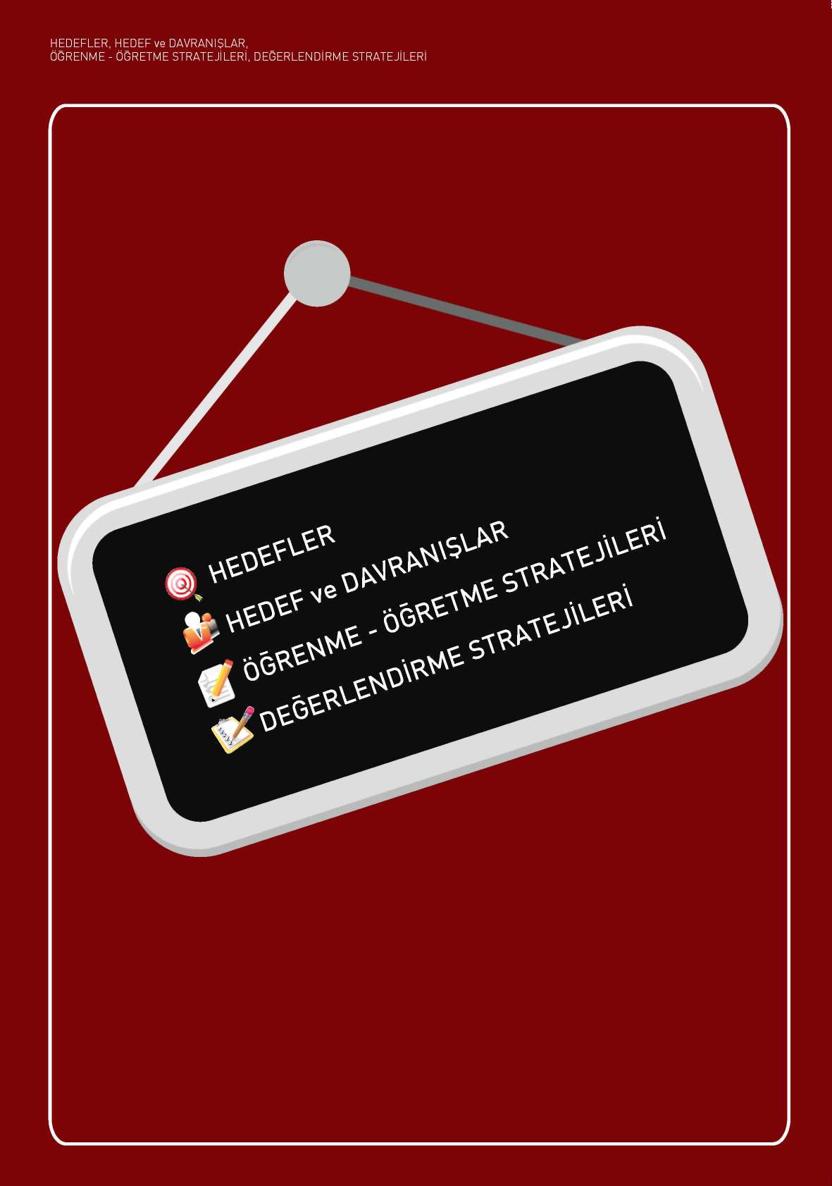 HEDEFLER, HEDEF ve DAVRANIŞLAR,
ÖĞRENME - ÖĞRETME STRATEJİLERİ, DEĞERLENDİRME STRATEJİLERİ
HEDEFLER
HEDEF ve DAVRANIŞLAR
ÖĞRENME - ÖĞRETME STRATEJİLERİ
DEĞERLENDİRME STRATEJİLERİ